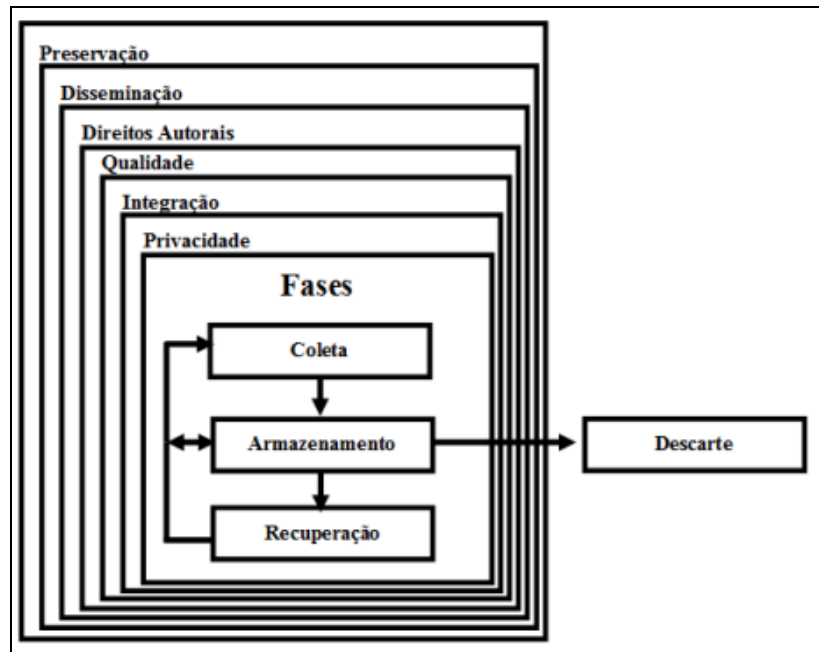 Preservação
Disseminação
Direitos Autorais
Qualidade
Integração
Privacidade
Fases
Coleta
Armazenamento
Descarte
Recuperação